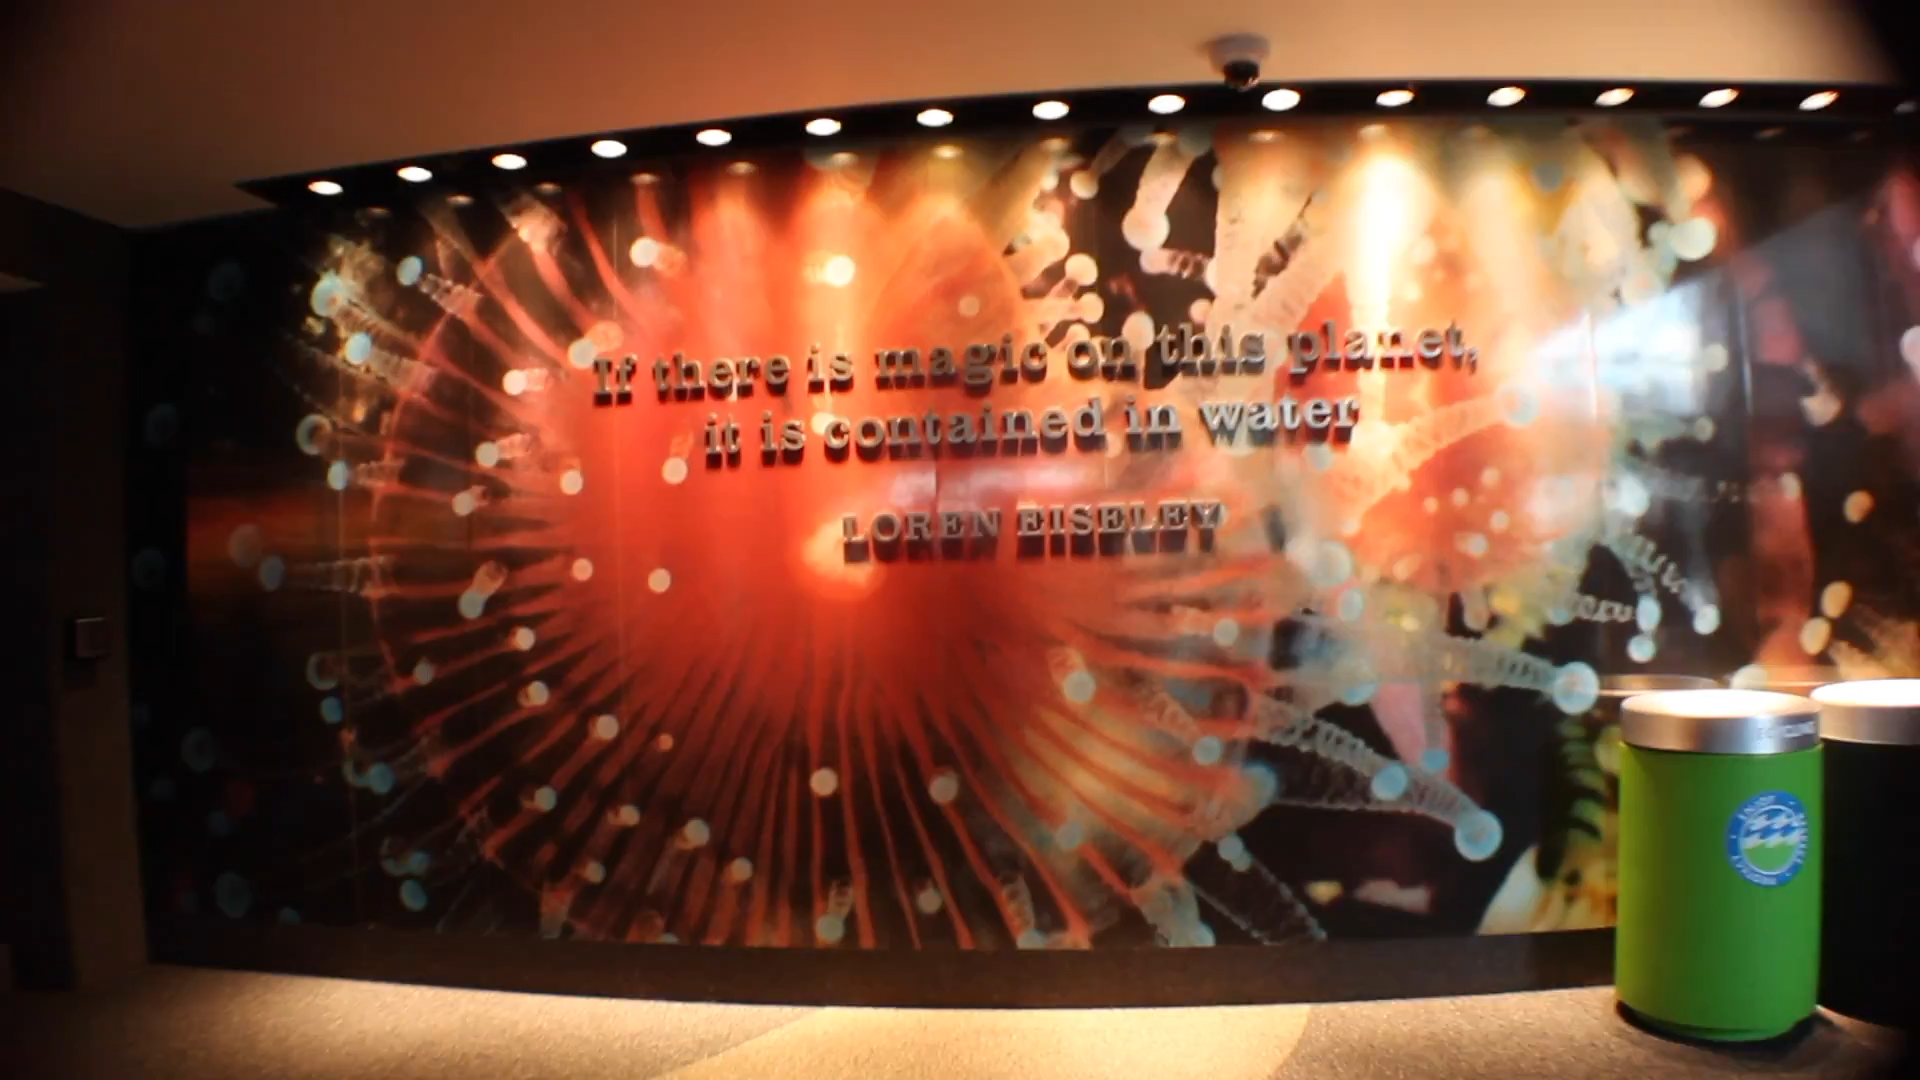 If there is magic on this planet,
it is contained in water
LOREN EISELEY